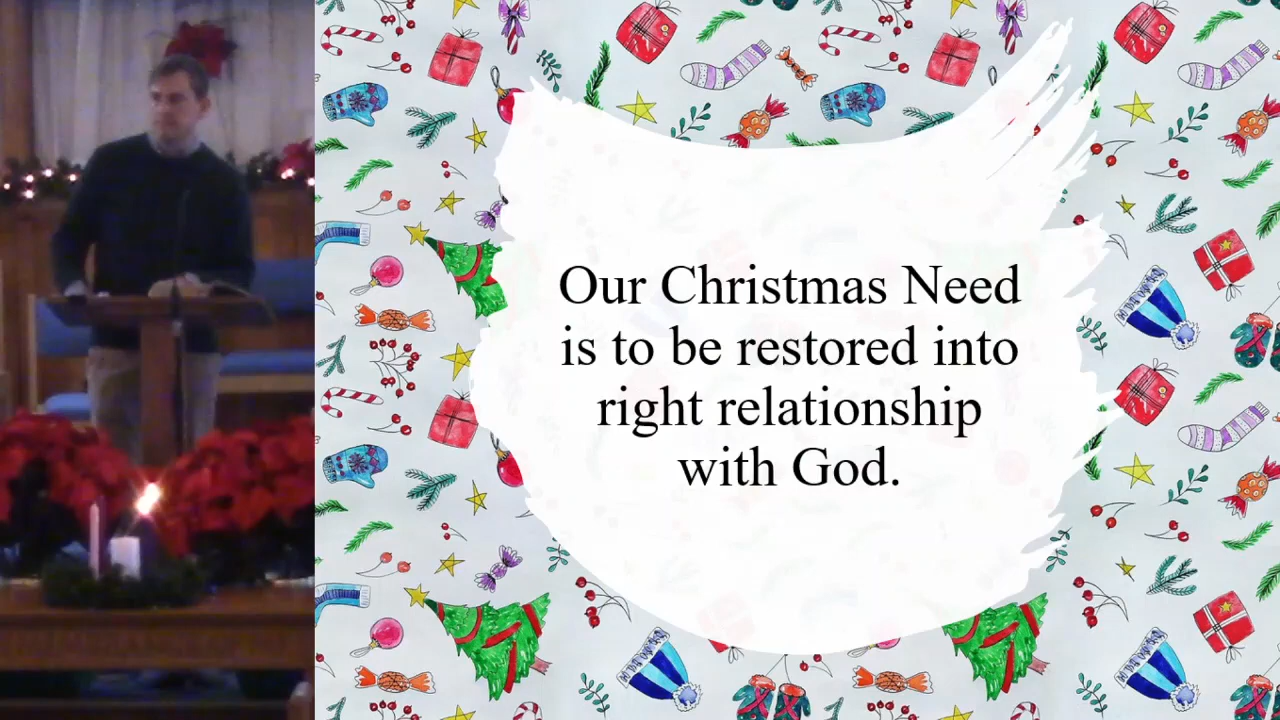 Our Christmas Need
is to be restored into
right relationship
with God.